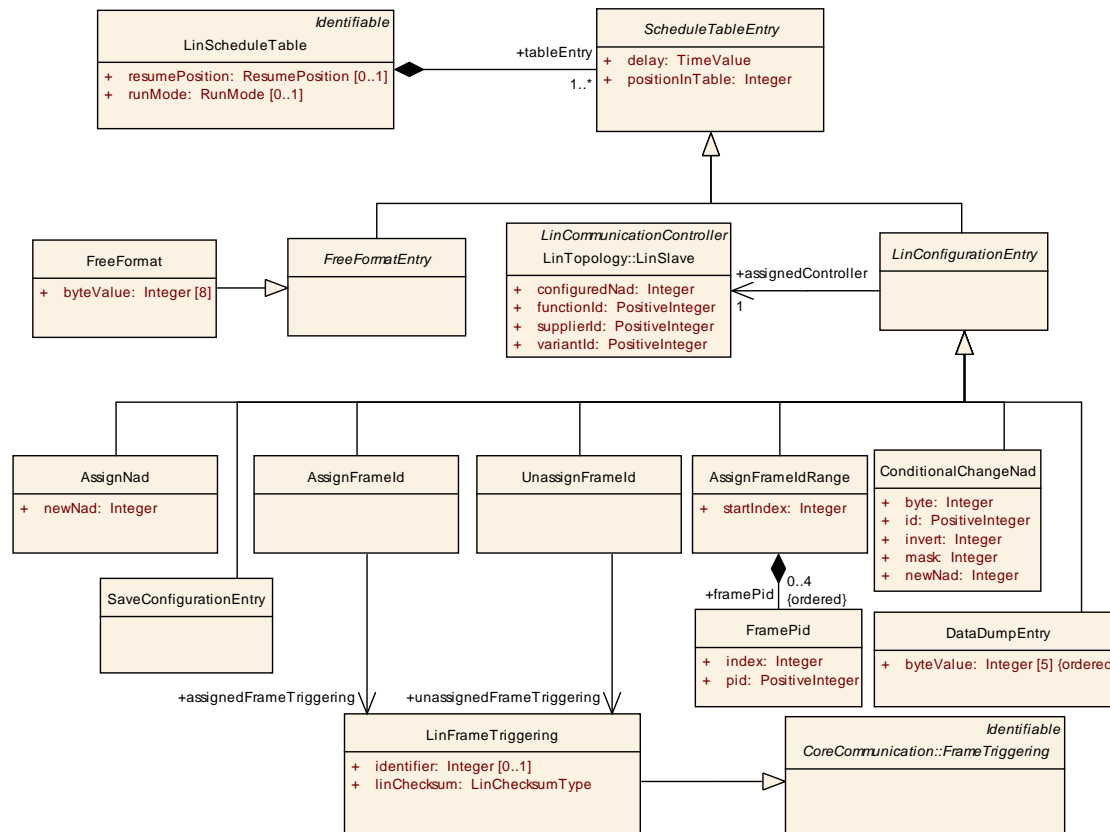 Identifiable
LinScheduleTable
+ resumePosition: ResumePosition [0..1]
+ runMode: RunMode [0..1]
+tableEntry
1..*
ScheduleTableEntry
+ delay: TimeValue
+ positionInTable: Integer
FreeFormat
+ byteValue: Integer [8]
FreeFormatEntry
LinCommunicationController
LinTopology::LinSlave
+ configuredNad: Integer
+ functionId: PositiveInteger
+ supplierId: PositiveInteger
+ variantId: PositiveInteger
+assignedController
1
LinConfigurationEntry
AssignNad
+ newNad: Integer
AssignFrameId
UnassignFrameId
AssignFrameIdRange
+ startIndex: Integer
ConditionalChangeNad
+ byte: Integer
+ id: PositiveInteger
+ invert: Integer
+ mask: Integer
+ newNad: Integer
SaveConfigurationEntry
0..4
+framePid
{ordered}
FramePid
+ index: Integer
+ pid: PositiveInteger
DataDumpEntry
+ byteValue: Integer [5] {ordered
+assignedFrameTriggering
+unassignedFrameTriggering
LinFrameTriggering
+ identifier: Integer [0..1]
+ linChecksum: LinChecksumType
Identifiable
CoreCommunication::FrameTriggering